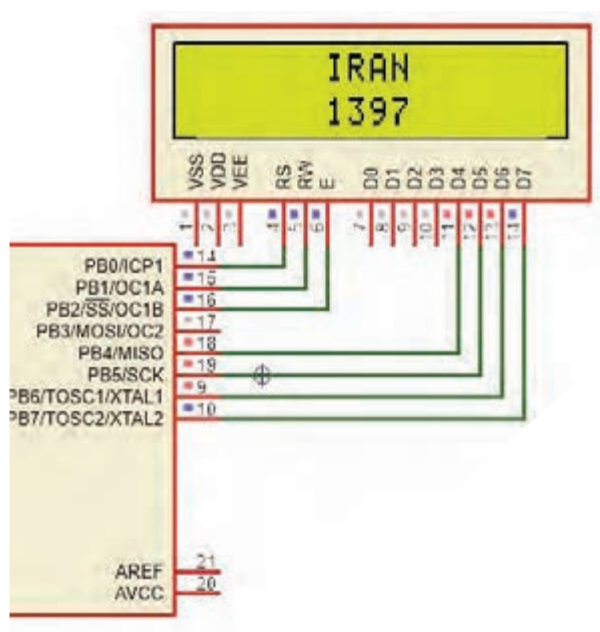 IRAN
1397
VSS VDD VEE RS RW E D0 D1 D2 D3 D4 D5 D6 D7
1 2 3 4 5 6 7 8 9 10 11 12 13 14
PB0/ICP1 14
PB1/OC1A 15
PB2/SS/OC1B 16
PB3/MOSI/OC2 17
PB4/MISO 18
PB5/SCK 19
PB6/TOSC1/XTAL1 9
PB7/TOSC2/XTAL2 10
AREF 21
AVCC 20